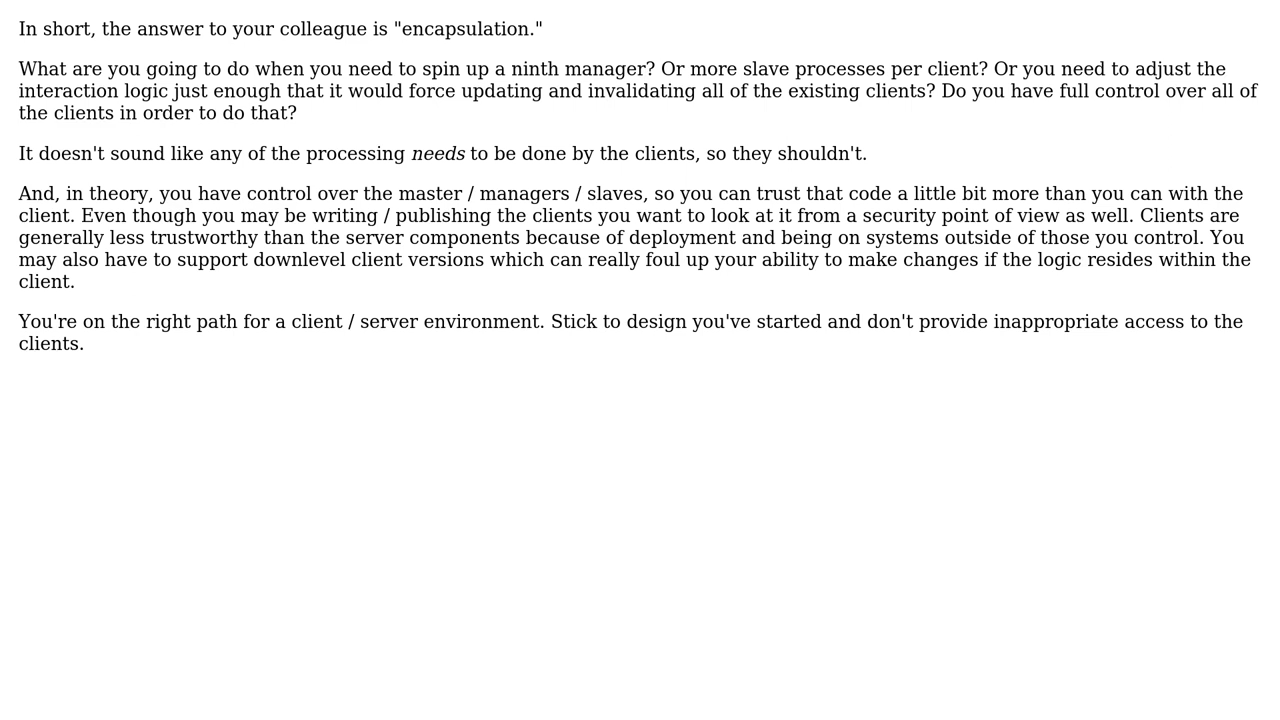 In short, the answer to your colleague is "encapsulation."
What are you going to do when you need to spin up a ninth manager? Or more slave processes per client? Or you need to adjust the
interaction logic just enough that it would force updating and invalidating all of the existing clients? Do you have full control over all of
the clients in order to do that?
It doesn't sound like any of the processing needs to be done by the clients, so they shouldn't.
And, in theory, you have control over the master / managers / slaves, so you can trust that code a little bit more than you can with the
client. Even though you may be writing / publishing the clients you want to look at it from a security point of view as well. Clients are
generally less trustworthy than the server components because of deployment and being on systems outside of those you control. You
may also have to support downlevel client versions which can really foul up your ability to make changes if the logic resides within the
client.
You're on the right path for a client / server environment. Stick to design you've started and don't provide inappropriate access to the
clients.